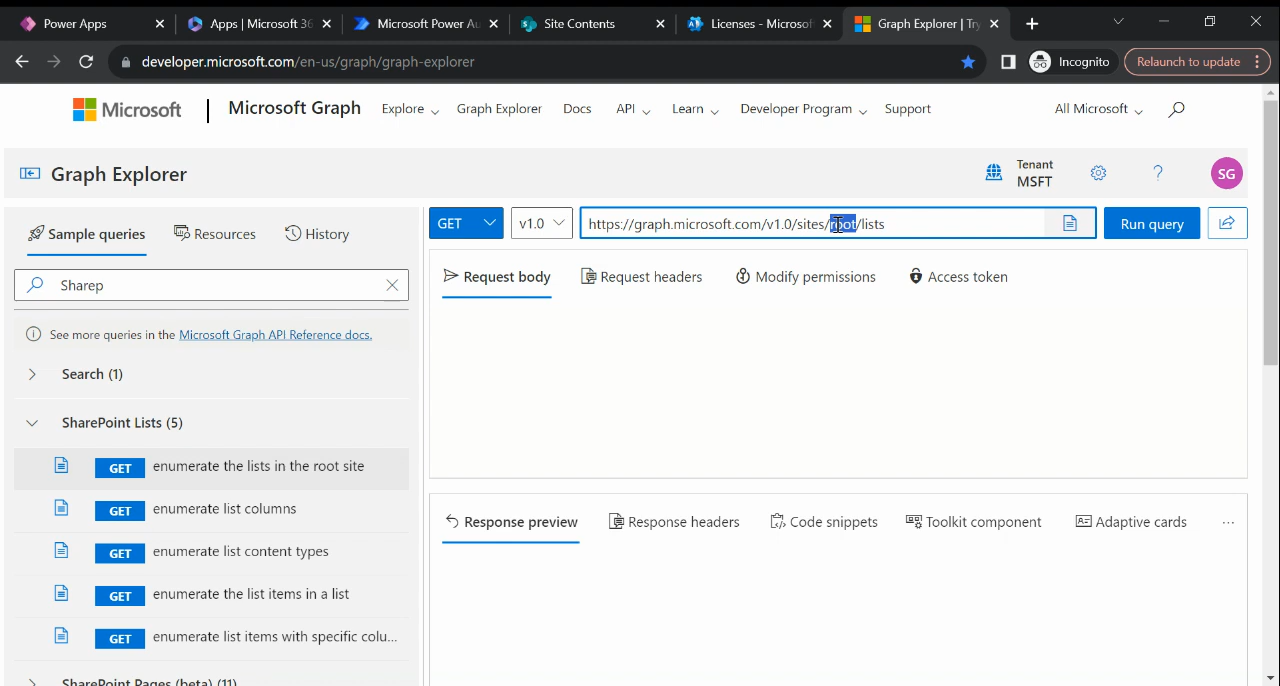 Power Apps
Apps | Microsoft 36
Microsoft Power Au
Site Contents
Licenses - Microsof
Graph Explorer | Try
developer.microsoft.com/en-us/graph/graph-explorer
Incognito
Relaunch to update
Microsoft
Microsoft Graph
Explore
Graph Explorer
Docs
API
Learn
Developer Program
Support
All Microsoft
Graph Explorer
Tenant
MSFT
SG
Sample queries
Resources
History
GET
v1.0
https://graph.microsoft.com/v1.0/sites/root/lists
Run query
Sharep
Request body
Request headers
Modify permissions
Access token
See more queries in the Microsoft Graph API Reference docs.
Search (1)
SharePoint Lists (5)
GET enumerate the lists in the root site
GET enumerate list columns
GET enumerate list content types
GET enumerate the list items in a list
GET enumerate list items with specific colu...
SharePoint Pages (beta) (11)
Response preview
Response headers
Code snippets
Toolkit component
Adaptive cards
...